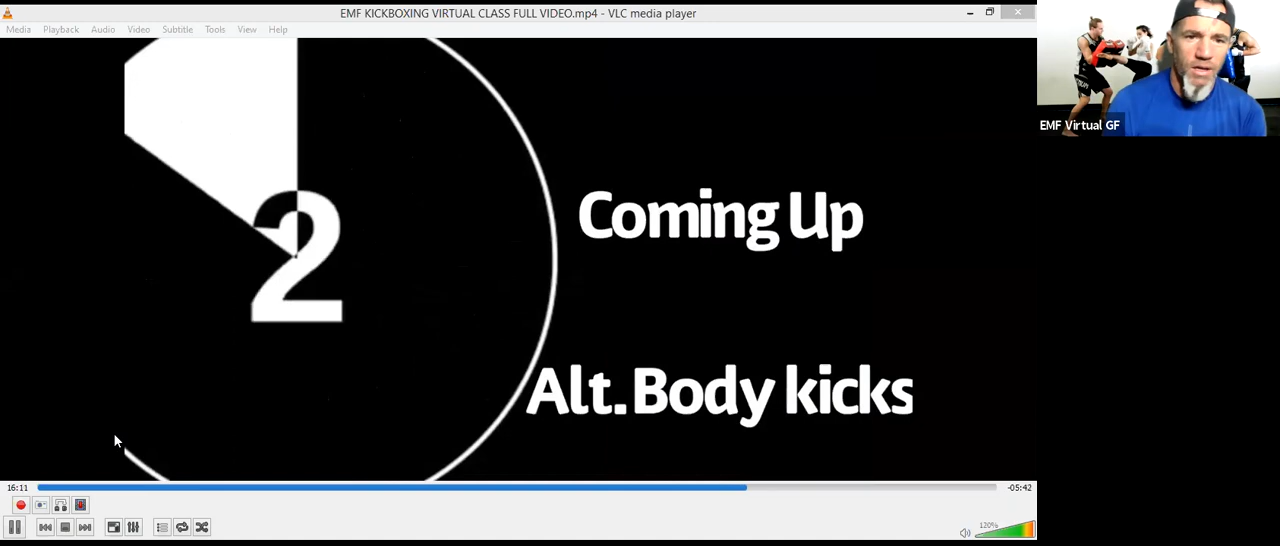 EMF KICKBOXING VIRTUAL CLASS FULL VIDEO.mp4 - VLC media player
Media Playback Audio Video Subtitle Tools View Help
EMF Virtual GF
2
Coming Up
Alt. Body kicks
16:11
-05:42
120%